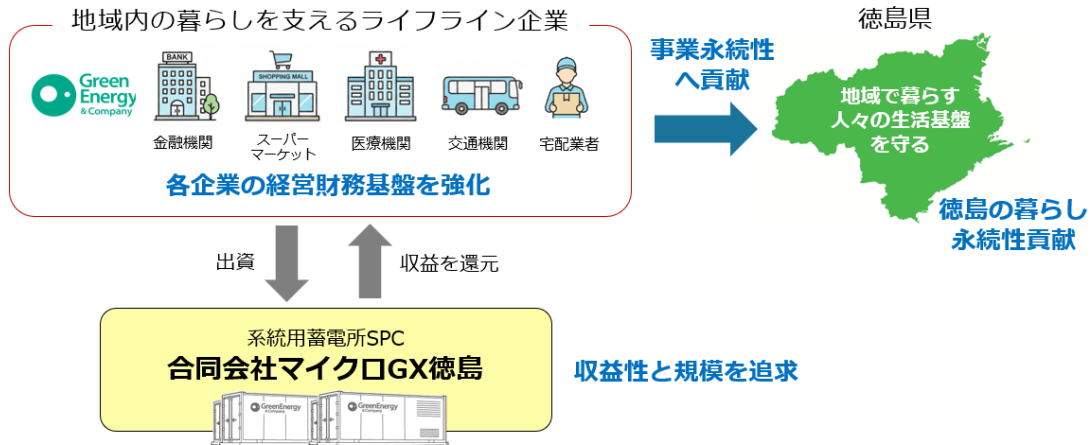 地域内の暮らしを支えるライフライン企業
Green
Energy
& Company
BANK
金融機関
SHOPPING MALL
スーパー
マーケット
医療機関
交通機関
宅配業者
各企業の経営財務基盤を強化
事業永続性
へ貢献
徳島県
地域で暮らす
人々の生活基盤
を守る
徳島の暮らし
永続性貢献
出資
収益を還元
系統用蓄電所SPC
合同会社マイクロGX徳島
GreenEnergy
& Company
GreenEnergy
& Company
収益性と規模を追求